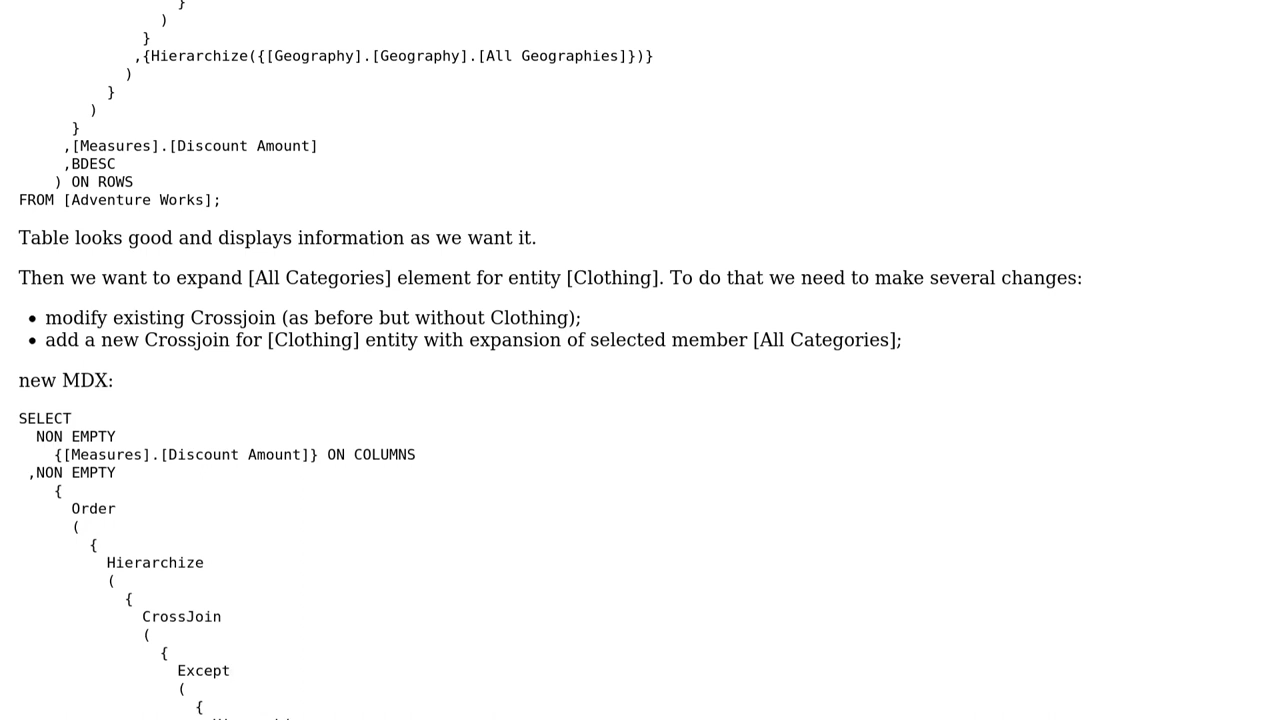 }
)
}
,{Hierarchize({[Geography].[Geography].[All Geographies]})}
)
}
)
}
,[Measures].[Discount Amount]
,BDESC
) ON ROWS
FROM [Adventure Works];
Table looks good and displays information as we want it.
Then we want to expand [All Categories] element for entity [Clothing]. To do that we need to make several changes:
• modify existing Crossjoin (as before but without Clothing);
• add a new Crossjoin for [Clothing] entity with expansion of selected member [All Categories];
new MDX:
SELECT
NON EMPTY
{[Measures].[Discount Amount]} ON COLUMNS
,NON EMPTY
{
Order
(
{
Hierarchize
(
{
CrossJoin
(
{
Except
(
{